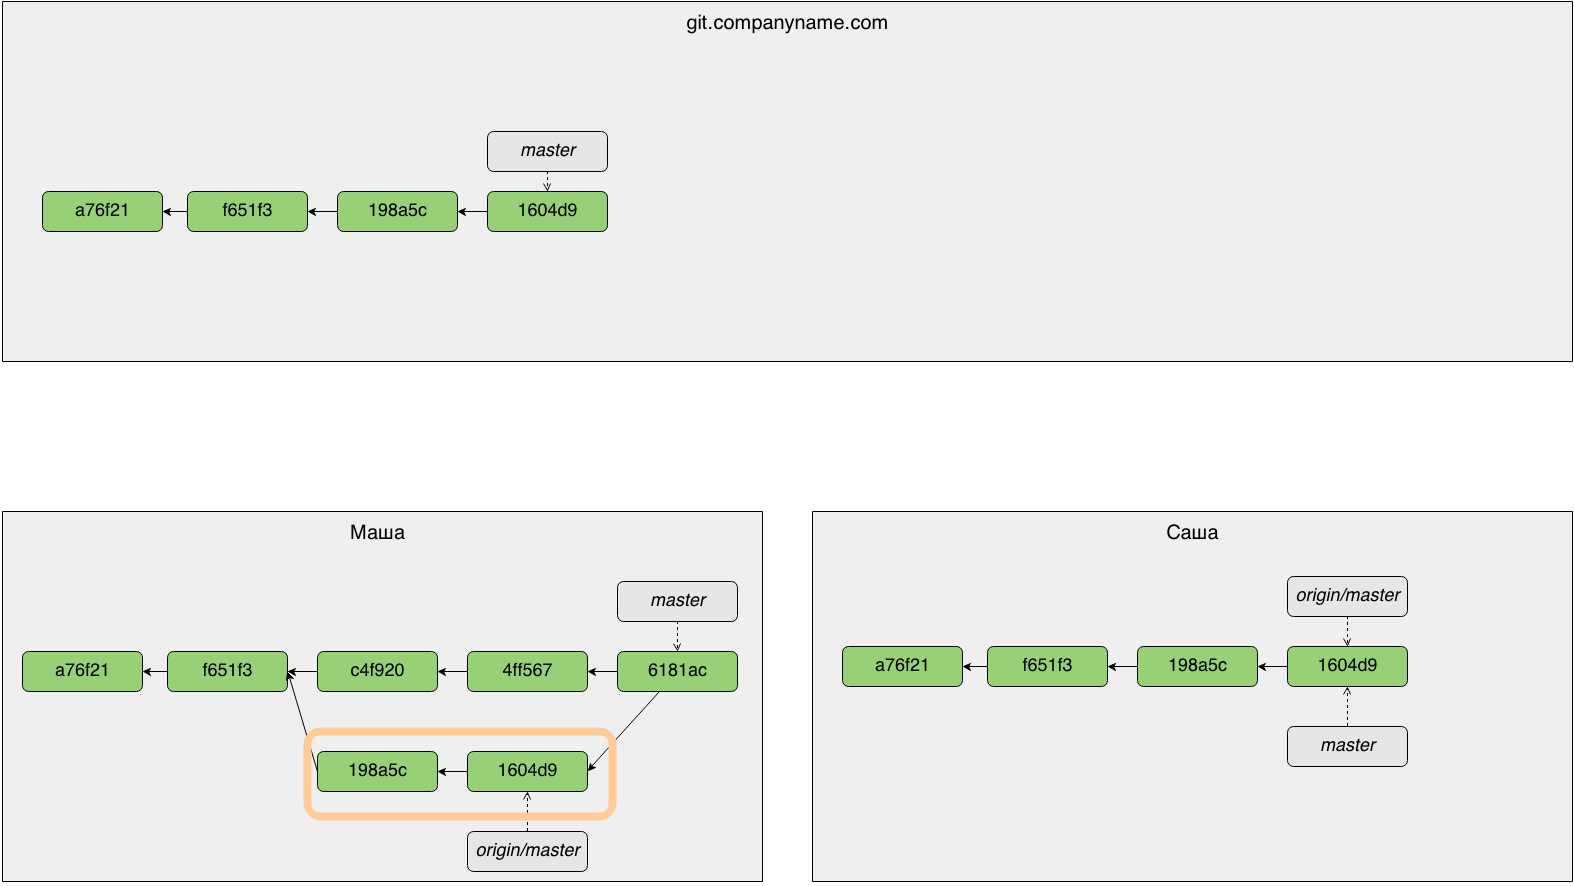 git.companyname.com
master
a76f21
f651f3
198a5c
1604d9
Маша
master
a76f21
f651f3
c4f920
4ff567
6181ac
198a5c
1604d9
origin/master
Саша
origin/master
a76f21
f651f3
198a5c
1604d9
master